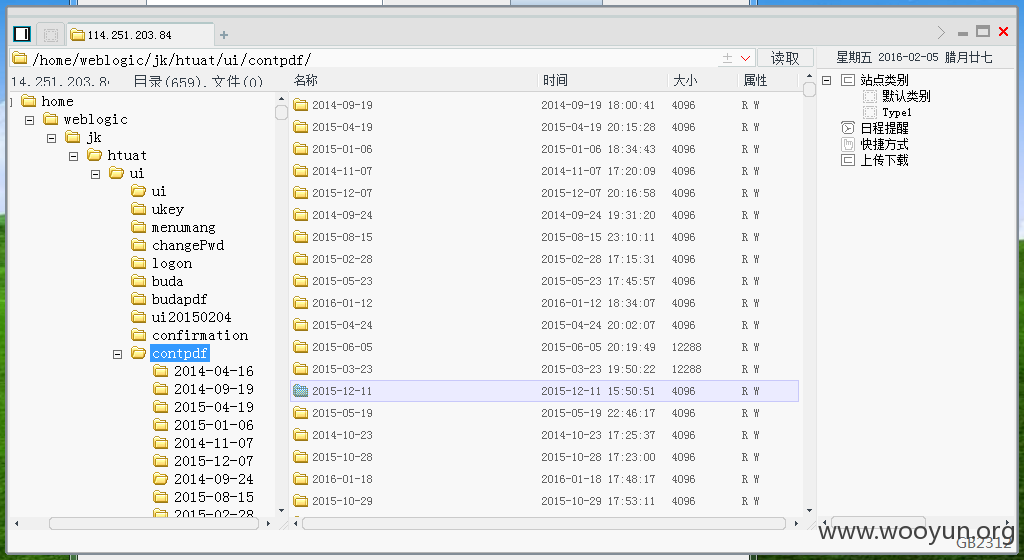 114.251.203.84
/home/weblogic/jk/htuat/ui/contpdf/
读取
星期五 2016-02-05 腊月廿七
14.251.203.8
目录(659),文件(0)
名称 时间 大小 属性
home
weblogic
jk
htuat
ui
ui
ukey
menumang
changePwd
logon
buda
budapdf
ui20150204
confirmation
contpdf
2014-04-16
2014-09-19
2015-04-19
2015-01-06
2014-11-07
2015-12-07
2014-09-24
2015-08-15
2015-02-28
2014-09-19 2014-09-19 18:00:41 4096 R W
2015-04-19 2015-04-19 20:15:28 4096 R W
2015-01-06 2015-01-06 18:34:43 4096 R W
2014-11-07 2014-11-07 17:20:09 4096 R W
2015-12-07 2015-12-07 20:16:58 4096 R W
2014-09-24 2014-09-24 19:31:20 4096 R W
2015-08-15 2015-08-15 23:10:11 4096 R W
2015-02-28 2015-02-28 17:15:31 4096 R W
2015-05-23 2015-05-23 17:45:57 4096 R W
2016-01-12 2016-01-12 18:34:07 4096 R W
2015-04-24 2015-04-24 20:02:07 4096 R W
2015-06-05 2015-06-05 20:19:49 12288 R W
2015-03-23 2015-03-23 19:50:22 12288 R W
2015-12-11 2015-12-11 15:50:51 4096 R W
2015-05-19 2015-05-19 22:46:17 4096 R W
2014-10-23 2014-10-23 17:25:37 4096 R W
2015-10-28 2015-10-28 17:23:00 4096 R W
2016-01-18 2016-01-18 17:48:17 4096 R W
2015-10-29 2015-10-29 17:53:11 4096 R W
站点类别
默认类别
Type1
日程提醒
快捷方式
上传下载
www.wooyun.org
GB2312